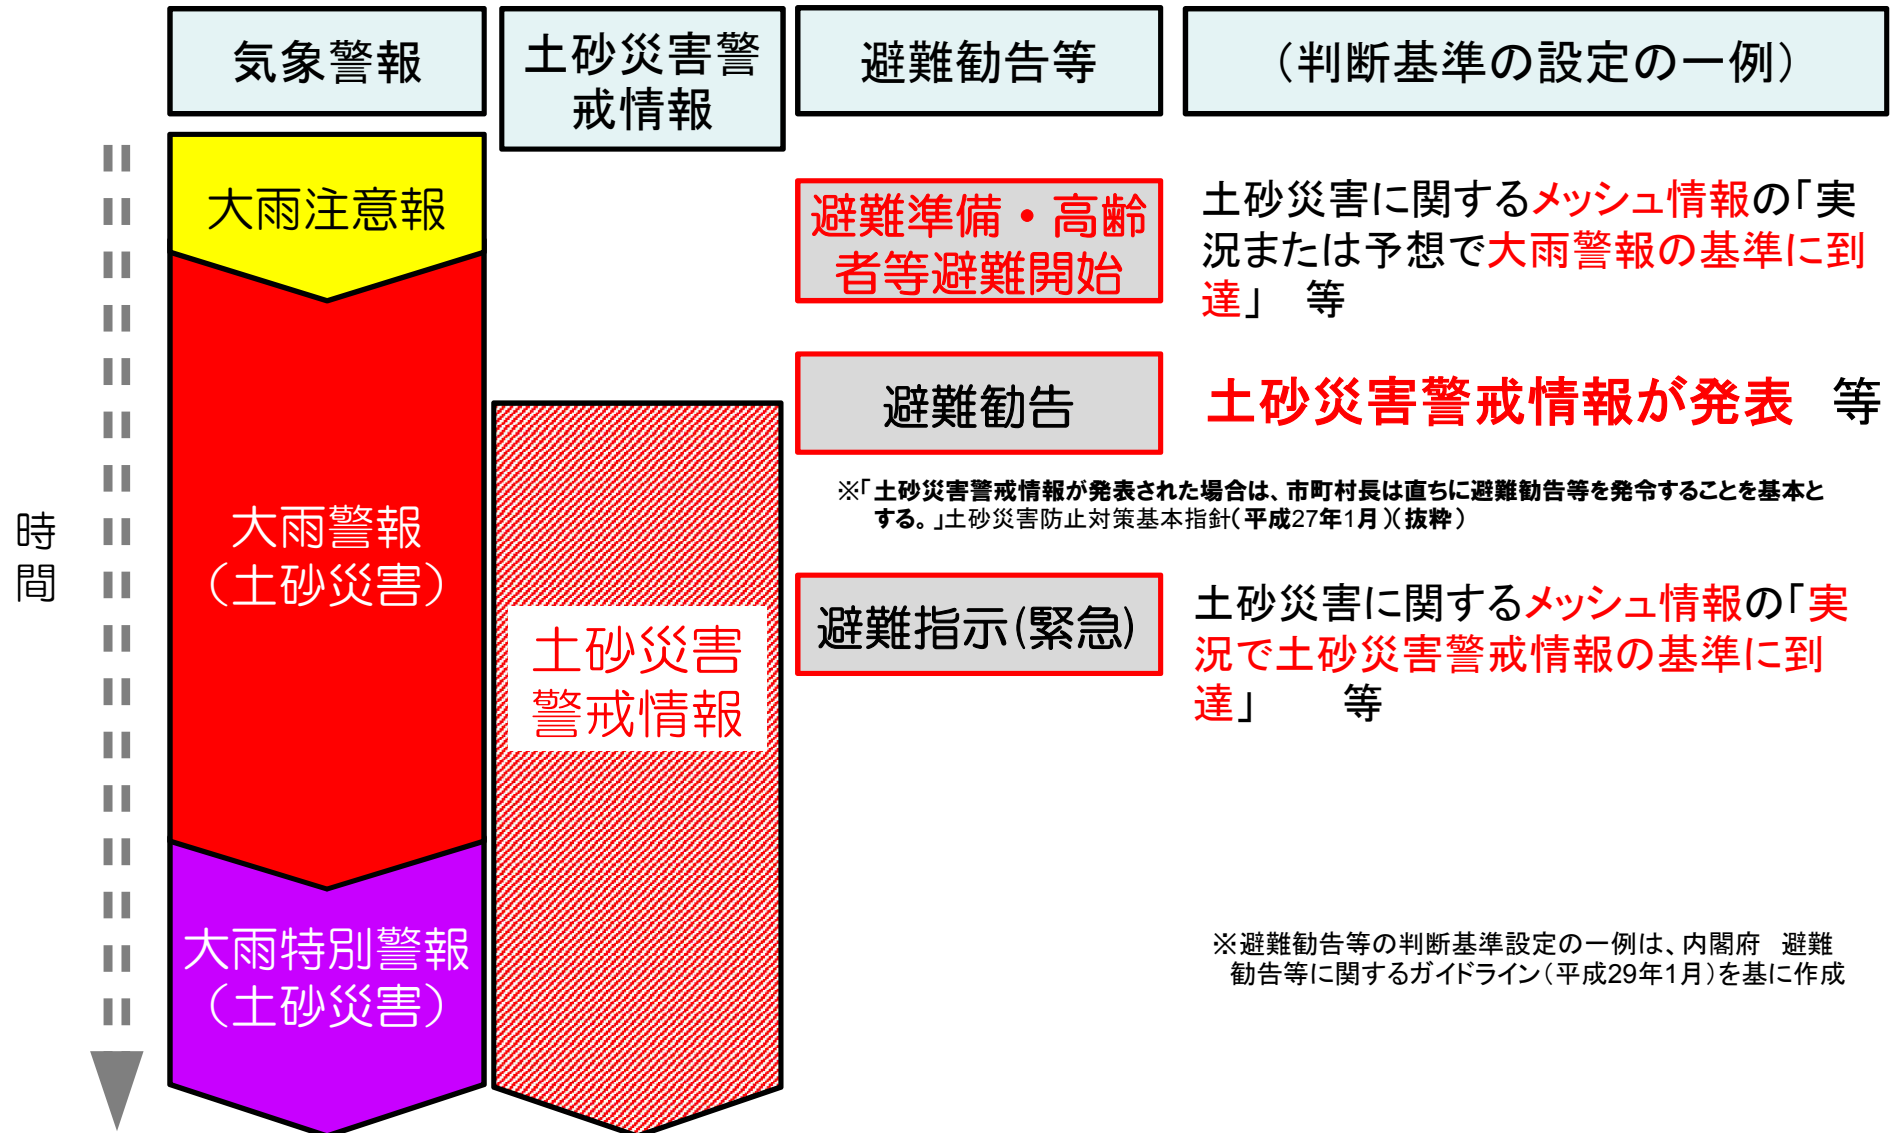 気象警報
土砂災害警
戒情報
避難勧告等
（判断基準の設定の一例）
時
間
大雨注意報
大雨警報
（土砂災害）
大雨特別警報
（土砂災害）
土砂災害
警戒情報
避難準備・高齢
者等避難開始
土砂災害に関するメッシュ情報の「実
況または予想で大雨警報の基準に到
達」　等
避難勧告
土砂災害警戒情報が発表　等
※「土砂災害警戒情報が発表された場合は、市町村長は直ちに避難勧告等を発令することを基本と
する。」土砂災害防止対策基本指針(平成27年1月)(抜粋)
避難指示(緊急)
土砂災害に関するメッシュ情報の「実
況で土砂災害警戒情報の基準に到
達」　等
※避難勧告等の判断基準設定の一例は、内閣府　避難
勧告等に関するガイドライン（平成29年1月）を基に作成